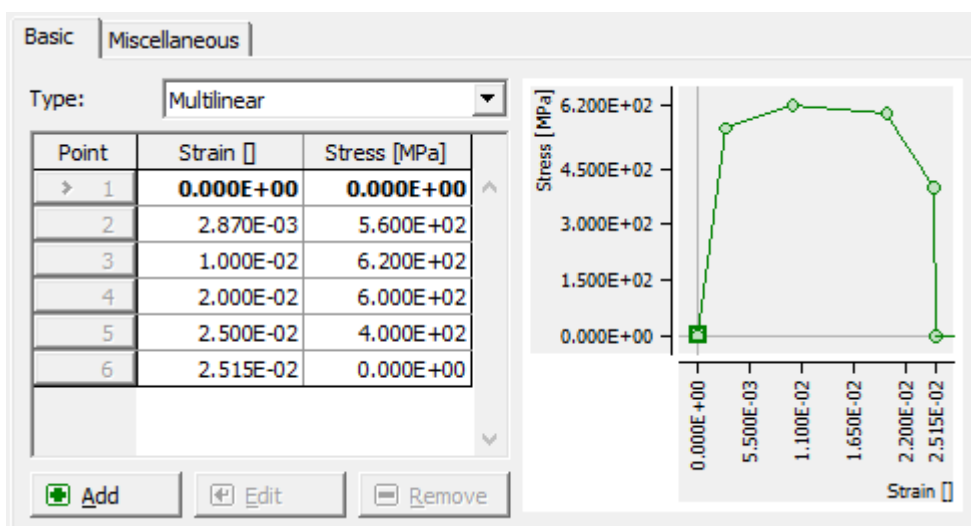 Basic Miscellaneous
Type: Multilinear
Point Strain [] Stress [MPa]
1 0.000E+00 0.000E+00
2 2.870E-03 5.600E+02
3 1.000E-02 6.200E+02
4 2.000E-02 6.000E+02
5 2.500E-02 4.000E+02
6 2.515E-02 0.000E+00
Add Edit Remove
Stress [MPa]
6.200E+02
4.500E+02
3.000E+02
1.500E+02
0.000E+00
0.000E+00
5.500E-03
1.100E-02
1.650E-02
2.200E-02
2.515E-02
Strain []